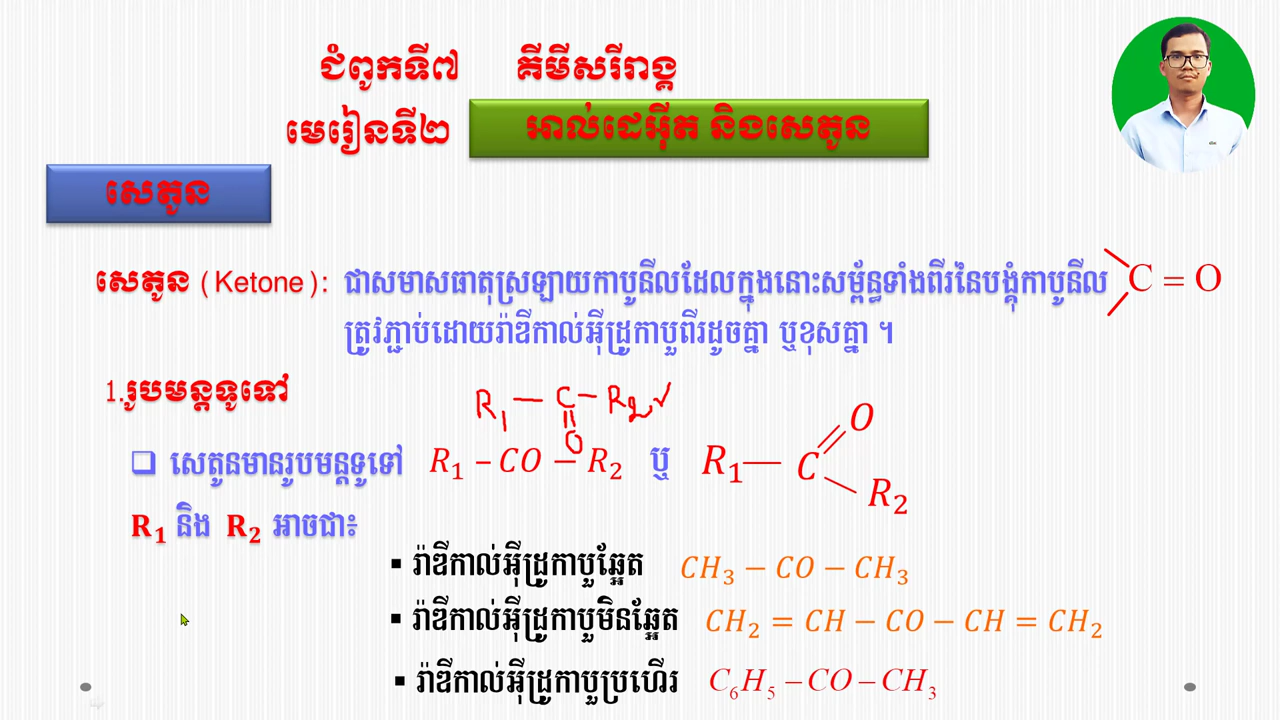 ជំពូកទី៧ គីមីសរីរាង្គ
មេរៀនទី២ អាល់ដេអ៊ីត និងសេតូន
សេតូន
សេតូន (Ketone): ជាសមាសធាតុស្រឡាយកាបូនីលដែលក្នុងនោះសម្ព័ន្ធទាំងពីរនៃបង្គុំកាបូនីល C = O
ត្រូវភ្ជាប់ដោយរ៉ាឌីកាល់អ៊ីដ្រូកាបួពីរដូចគ្នា ឬខុសគ្នា ។
1.រូបមន្តទូទៅ
R₁ — C — R₂ ✓
O
❑ សេតូនមានរូបមន្តទូទៅ R₁ – CO – R₂ ឬ R₁ — C O R₂
R₁ និង R₂ អាចជា៖
▪ រ៉ាឌីកាល់អ៊ីដ្រូកាបួឆ្អែត CH₃ − CO − CH₃
▪ រ៉ាឌីកាល់អ៊ីដ្រូកាបួមិនឆ្អែត CH₂ = CH − CO − CH = CH₂
▪ រ៉ាឌីកាល់អ៊ីដ្រូកាបួប្រហើរ C₆H₅ − CO − CH₃